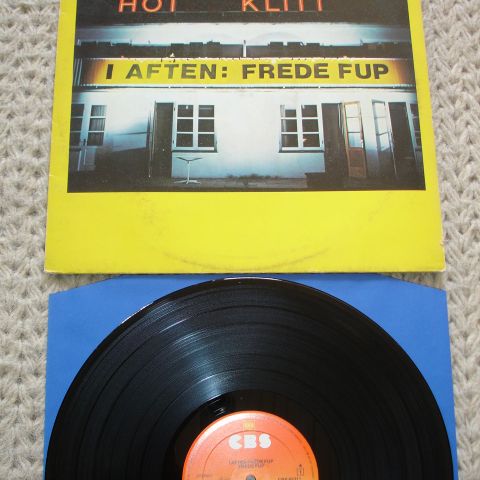 HOT KLITT
I AFTEN: FREDE FUP
CBS
FREDE FUP